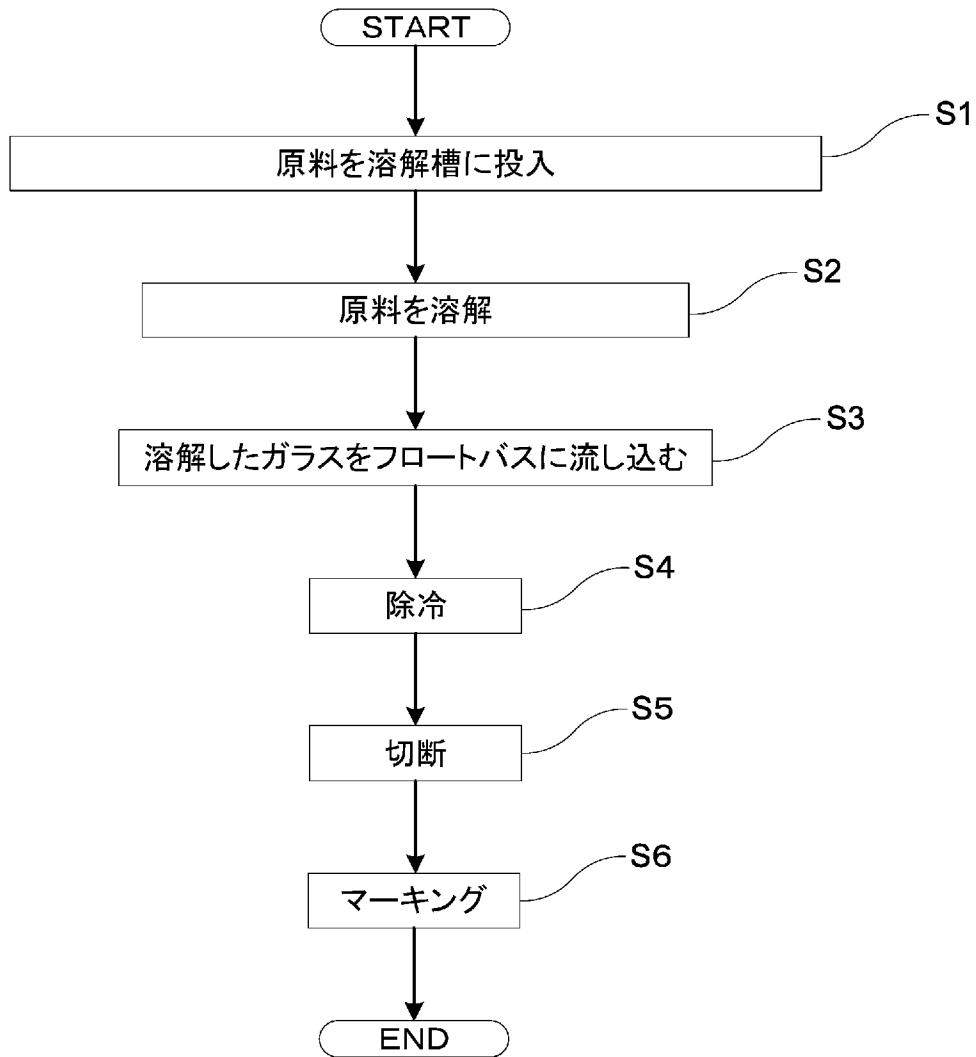 START
S1
原料を溶解槽に投入
S2
原料を溶解
S3
溶解したガラスをフロートバスに流し込む
S4
除冷
S5
切断
S6
マーキング
END